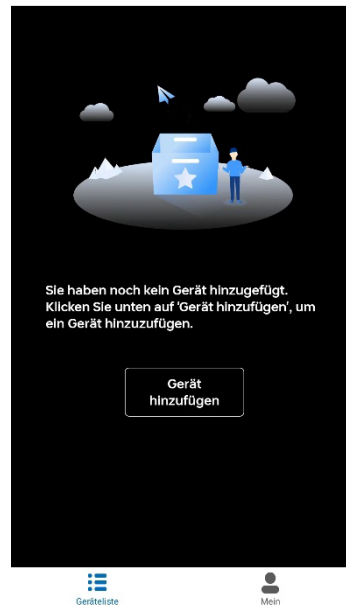 Sie haben noch kein Gerät hinzugefügt.
Klicken Sie unten auf 'Gerät hinzufügen', um
ein Gerät hinzuzufügen.
Gerät
hinzufügen
Geräteliste
Mein